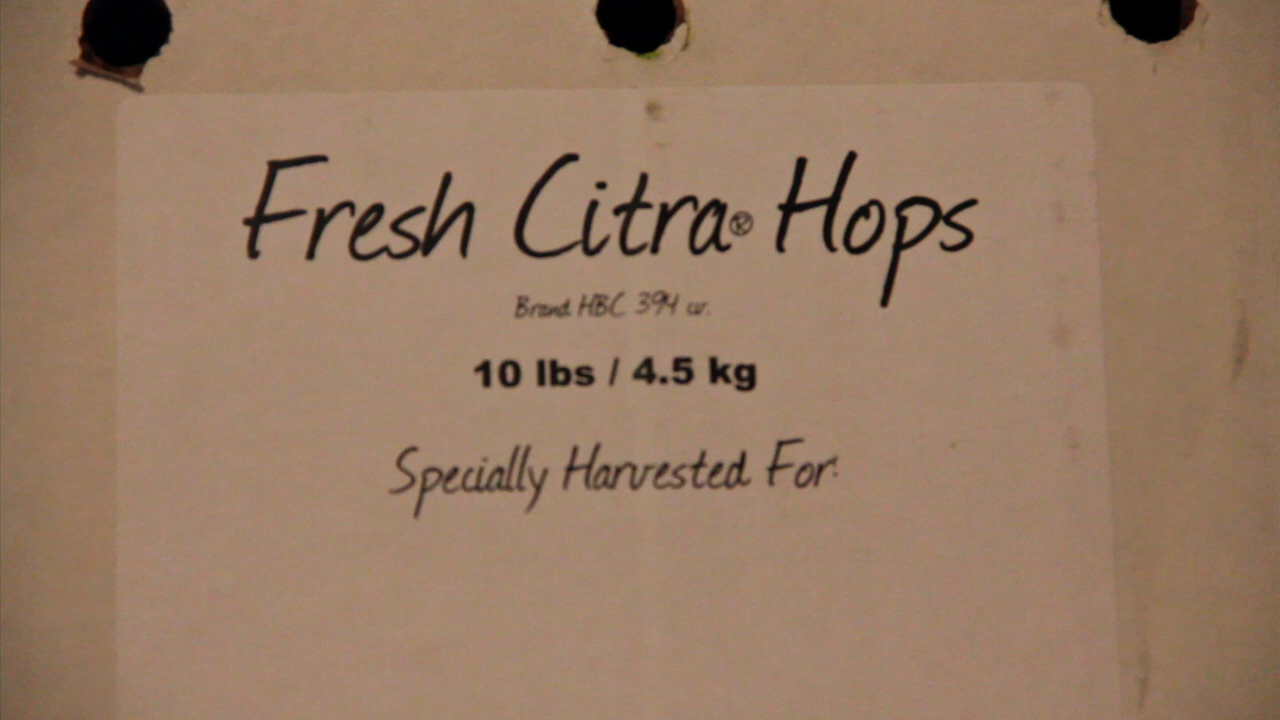 Fresh Citra® Hops
Brand HBC 394 cv.
10 lbs / 4.5 kg
Specially Harvested For: